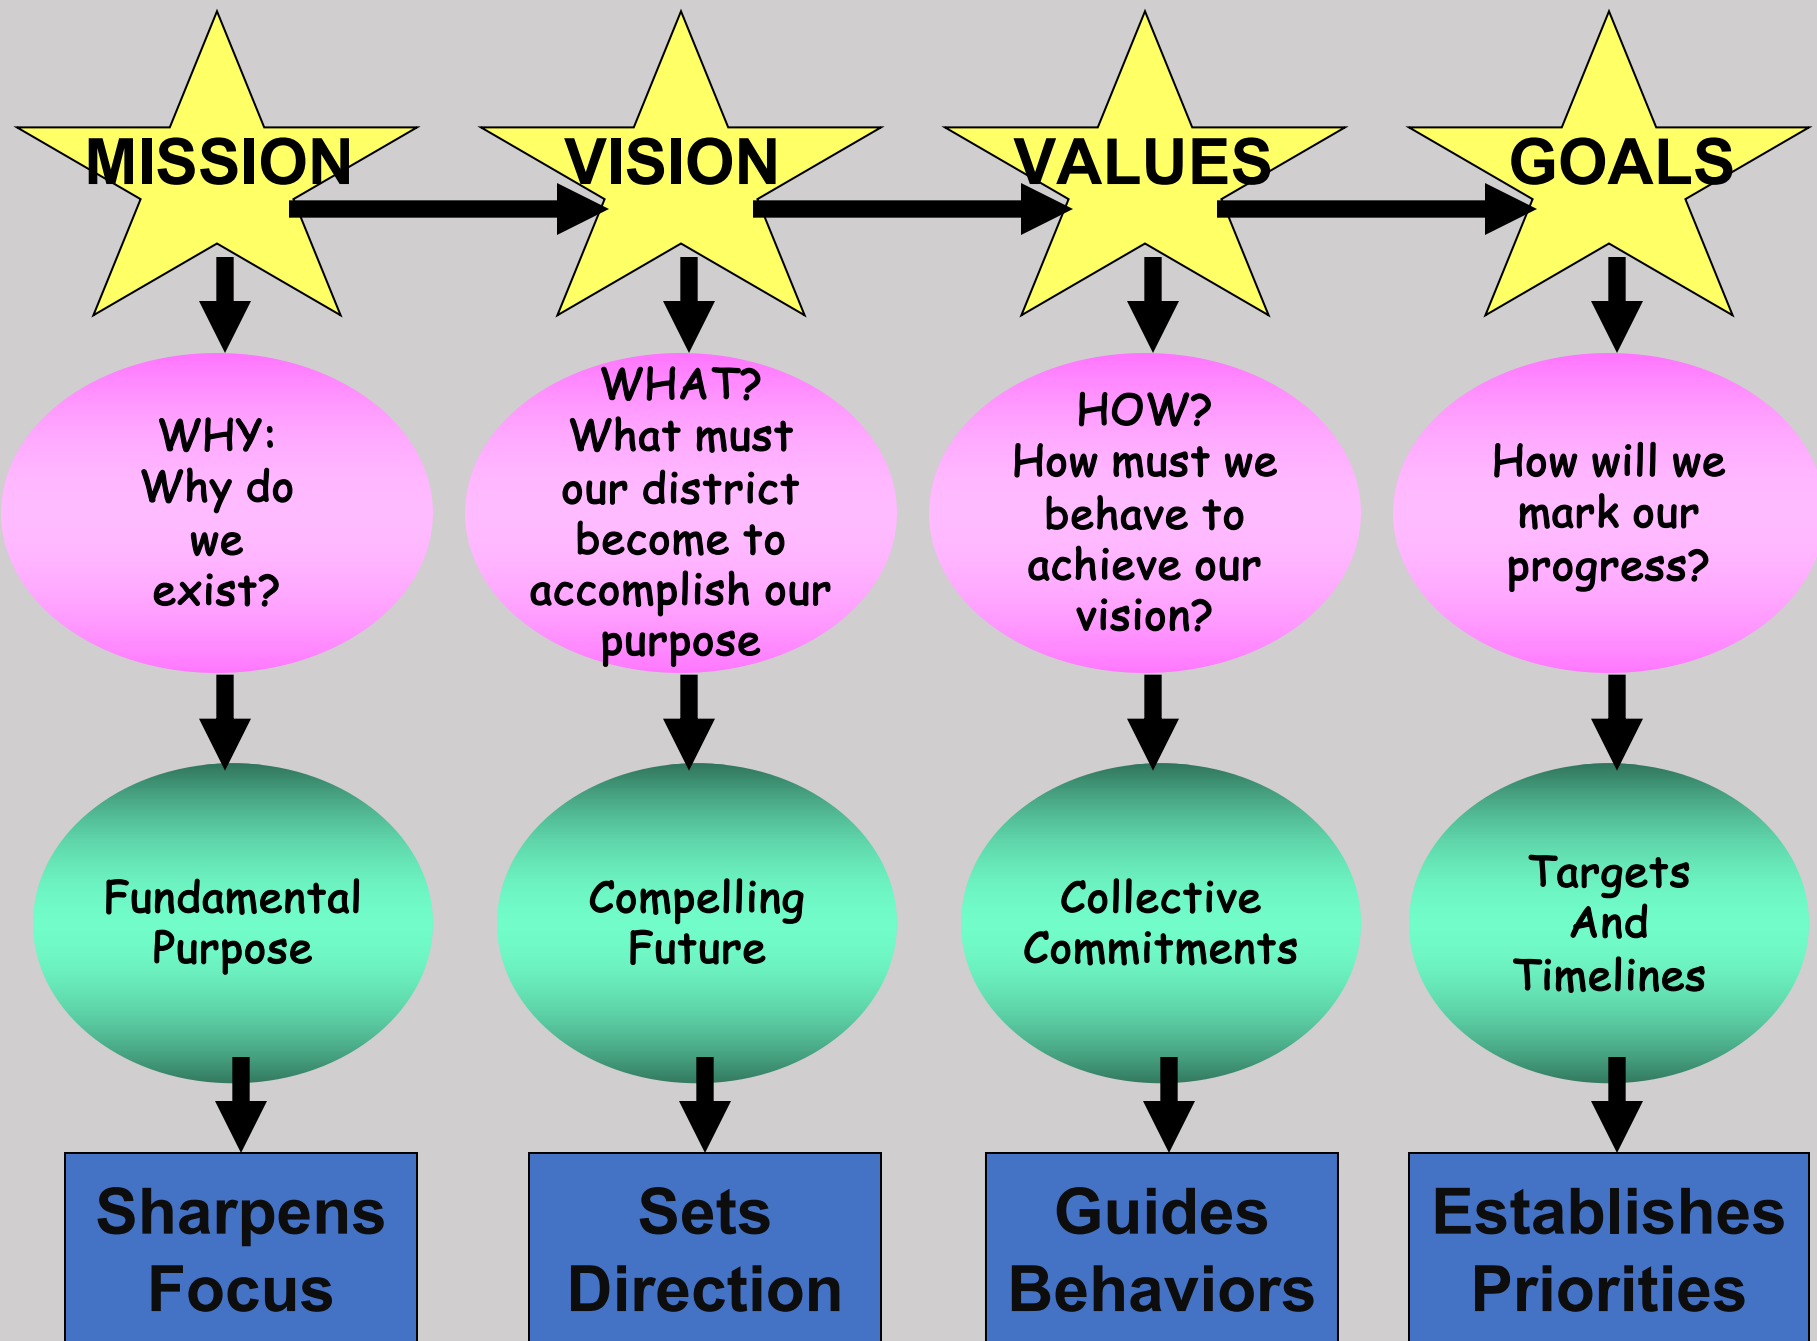 MISSION
VISION
VALUES
GOALS
WHY:
Why do
we
exist?
WHAT?
What must
our district
become to
accomplish our
purpose
HOW?
How must we
behave to
achieve our
vision?
How will we
mark our
progress?
Fundamental
Purpose
Compelling
Future
Collective
Commitments
Targets
And
Timelines
Sharpens
Focus
Sets
Direction
Guides
Behaviors
Establishes
Priorities